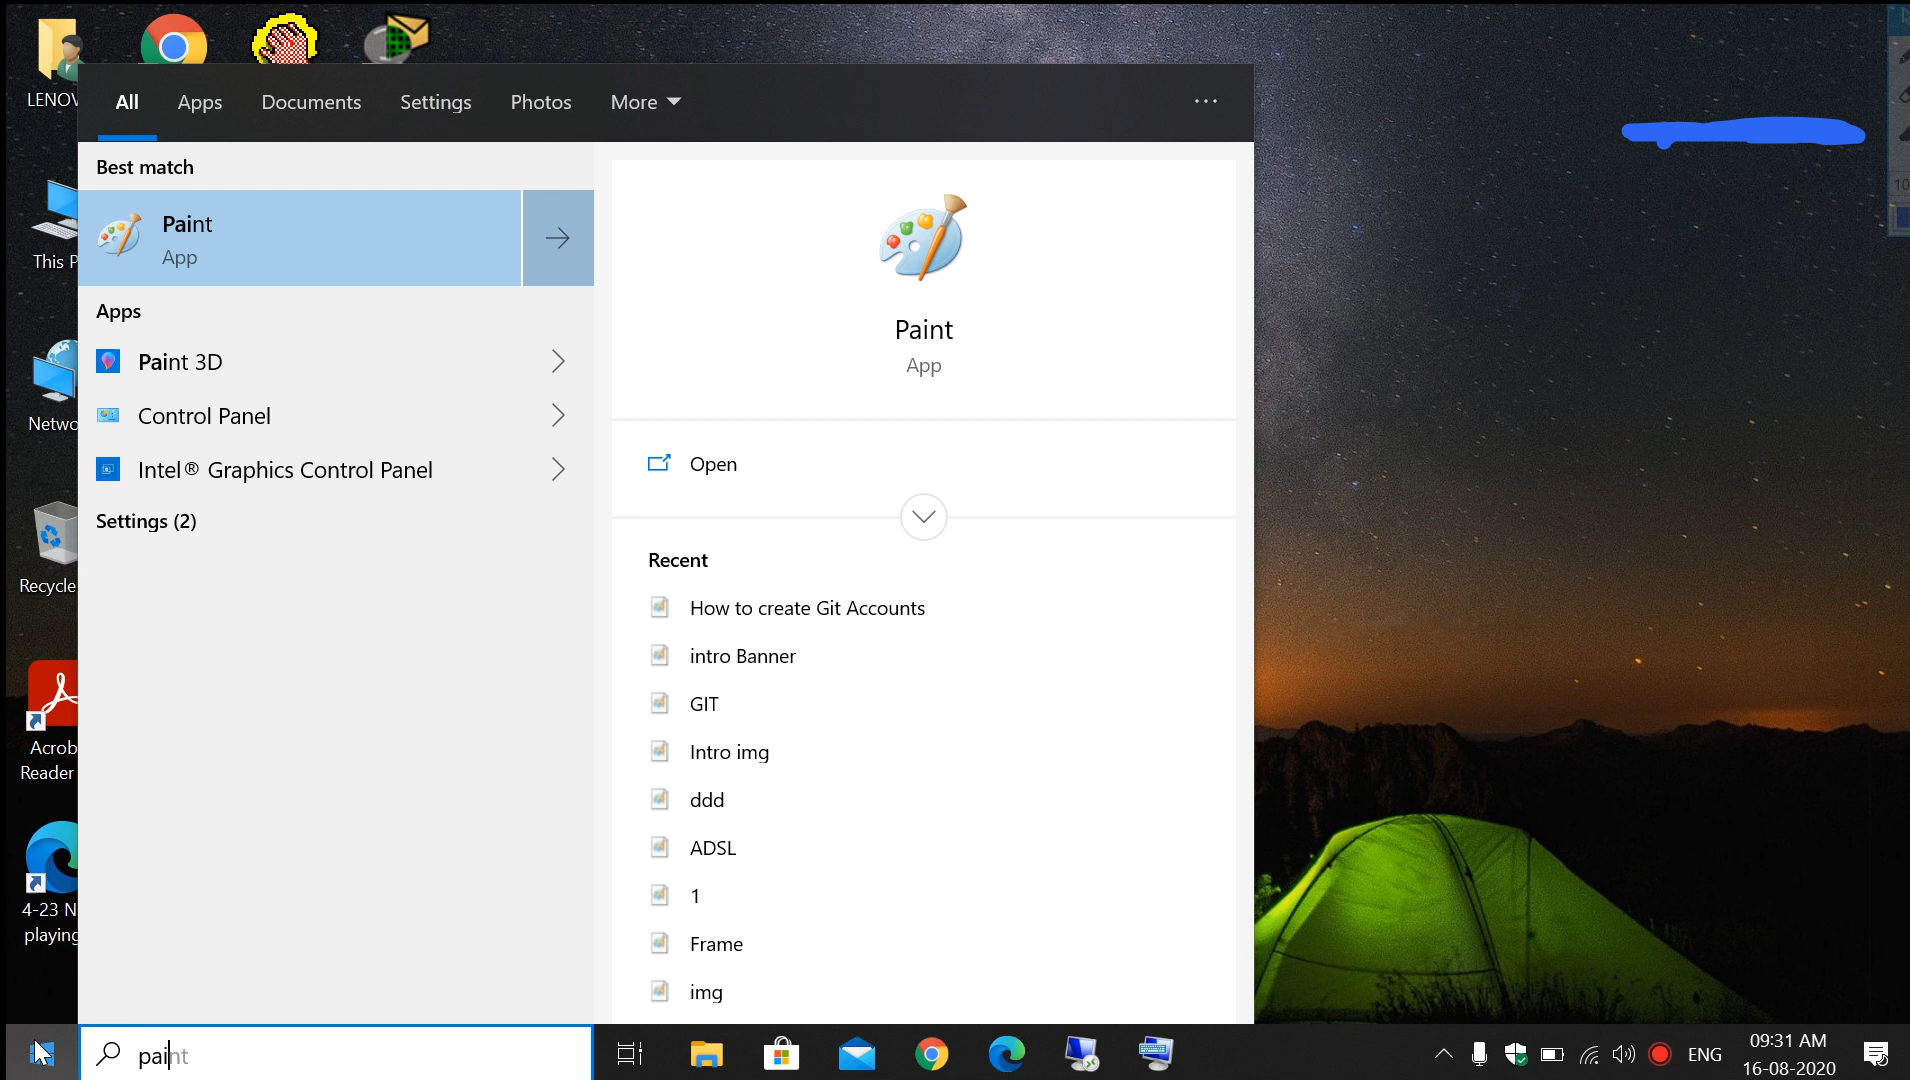 LENOV
All Apps Documents Settings Photos More
Best match
Paint
App
Apps
Paint 3D
Control Panel
Intel® Graphics Control Panel
Settings (2)
Paint
App
Open
Recent
How to create Git Accounts
intro Banner
GIT
Intro img
ddd
ADSL
1
Frame
img
This P
Netwo
Recycle
Acrob
Reader
4-23 N
playing
10
paint
ENG
09:31 AM
16-08-2020